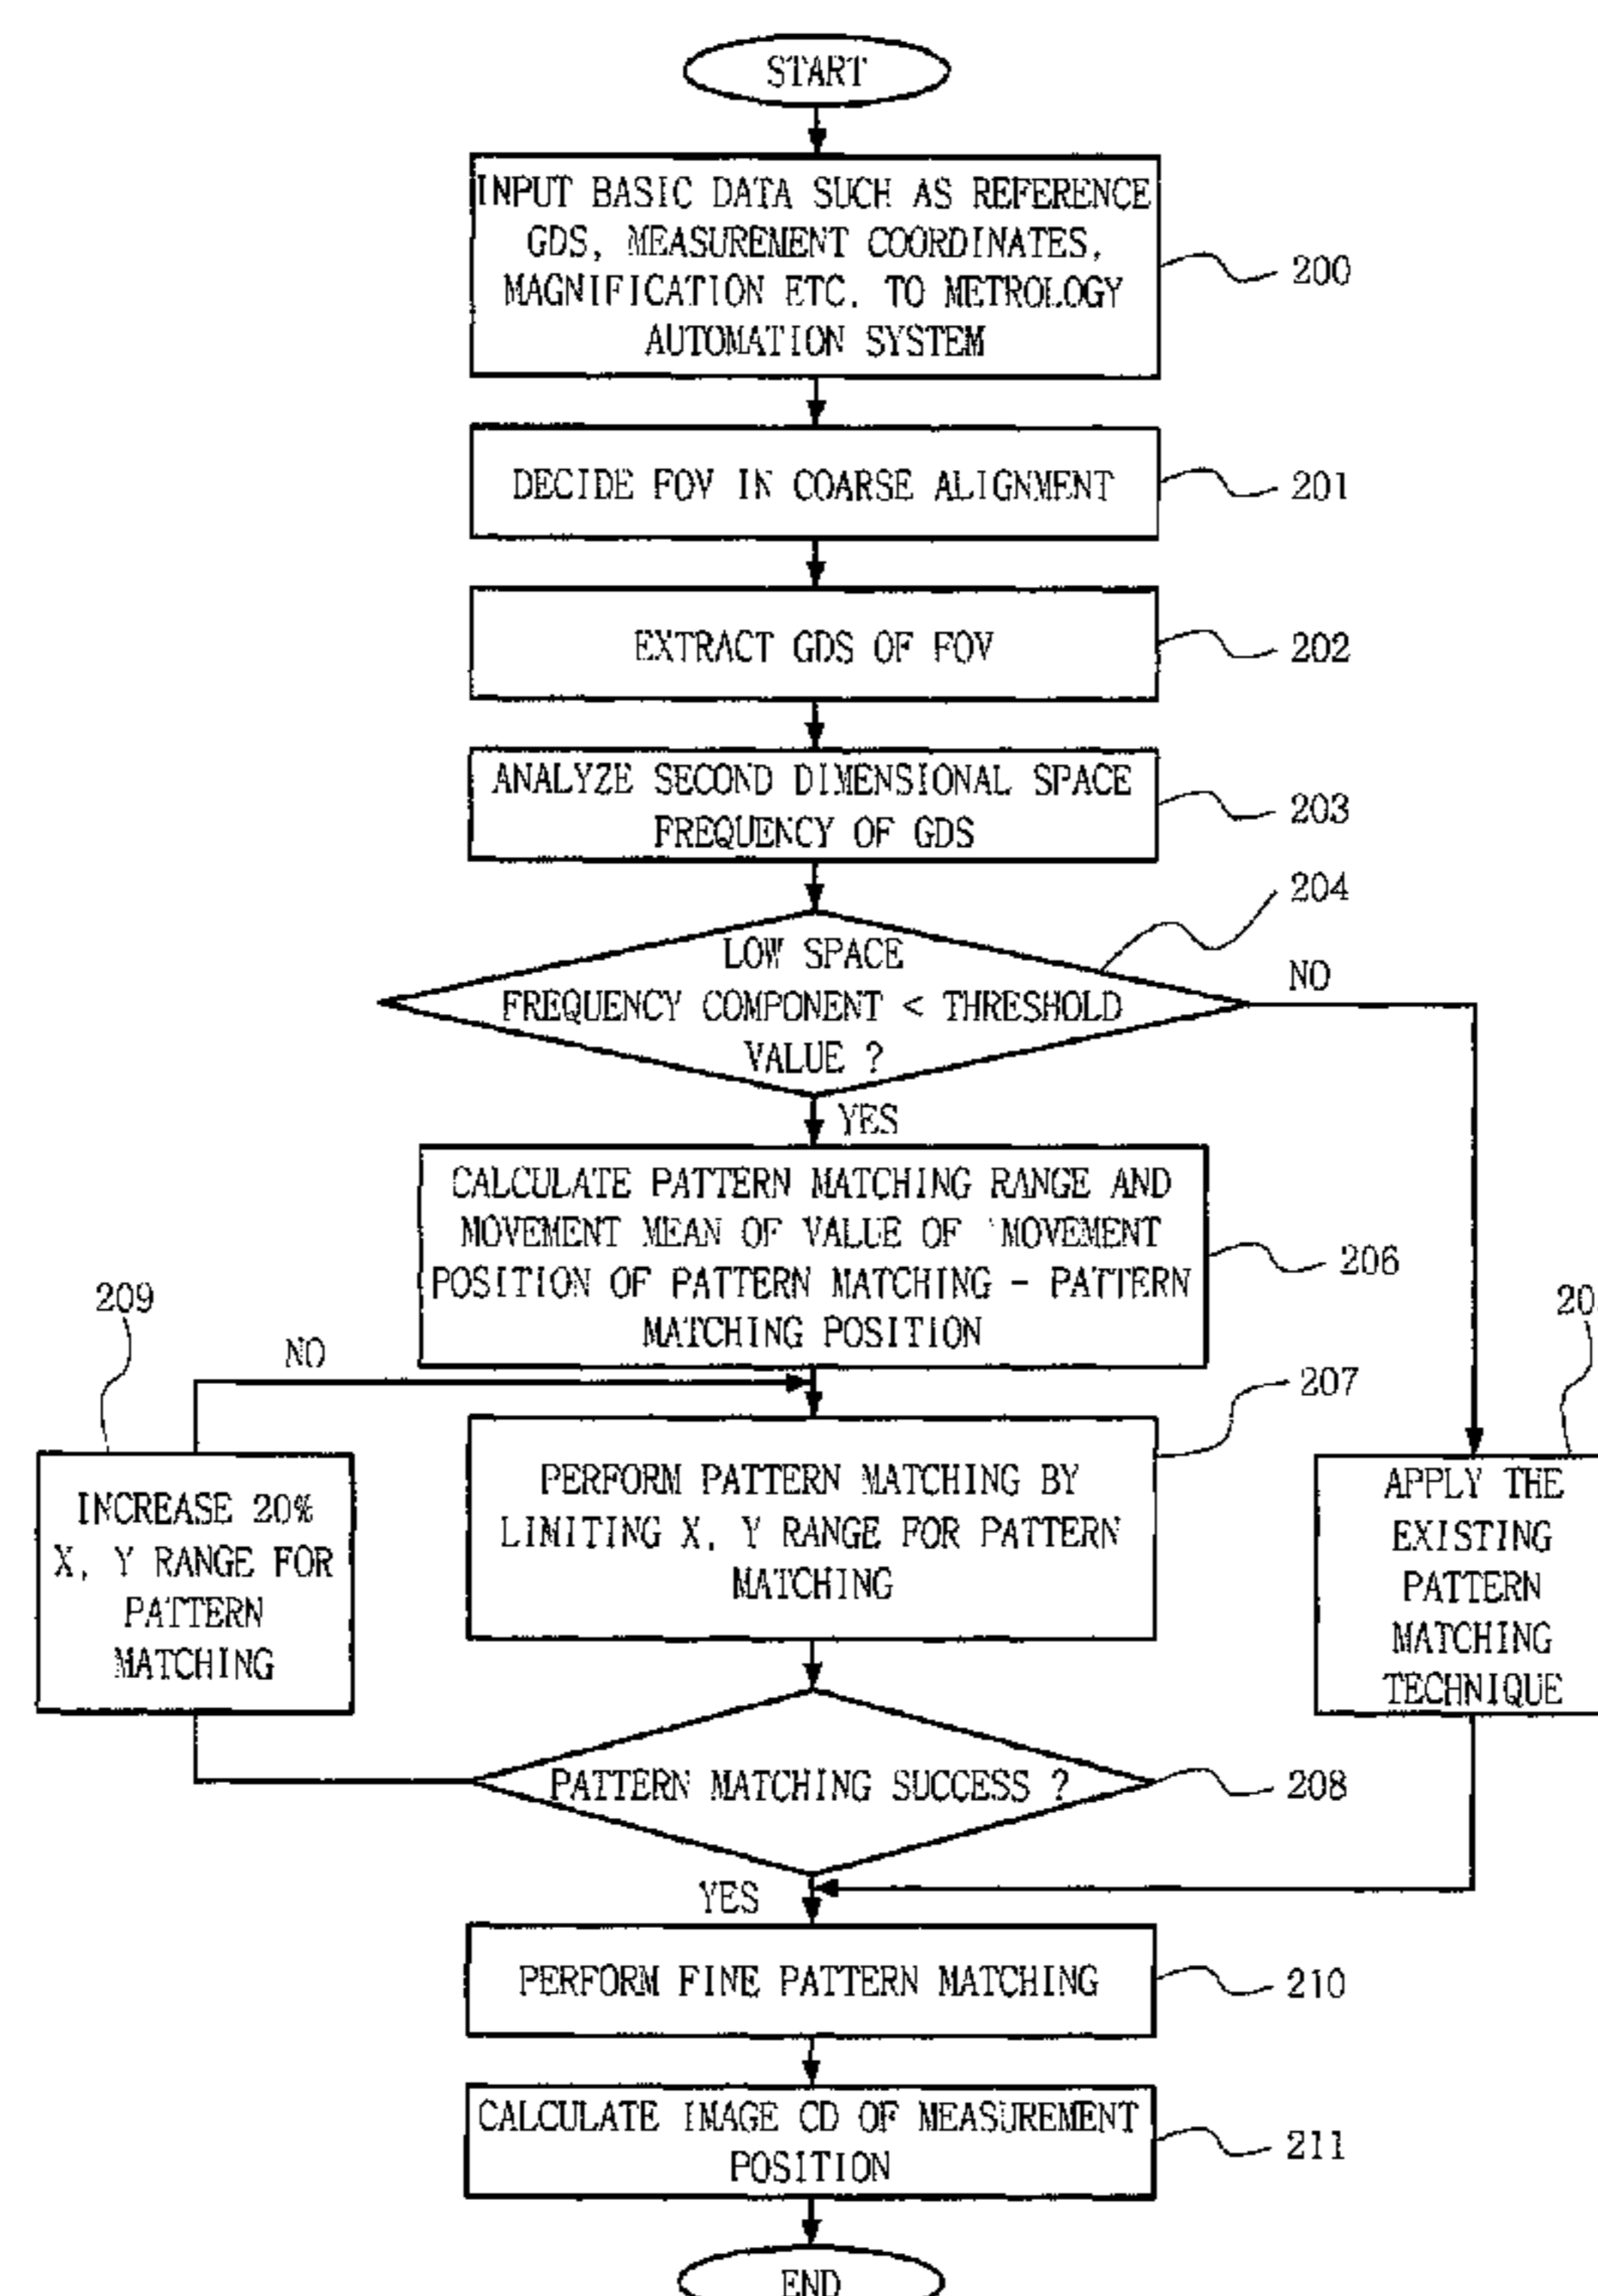 START
INPUT BASIC DATA SUCH AS REFERENCE
GDS, MEASUREMENT COORDINATES,
MAGNIFICATION ETC. TO METROLOGY
AUTOMATION SYSTEM
200
DECIDE FOV IN COARSE ALIGNMENT
201
EXTRACT GDS OF FOV
202
ANALYZE SECOND DIMENSIONAL SPACE
FREQUENCY OF GDS
203
204
LOW SPACE
FREQUENCY COMPONENT < THRESHOLD
VALUE ?
NO
YES
CALCULATE PATTERN MATCHING RANGE AND
MOVEMENT MEAN OF VALUE OF 'MOVEMENT
POSITION OF PATTERN MATCHING - PATTERN
MATCHING POSITION
206
209
NO
207
INCREASE 20%
X, Y RANGE FOR
PATTERN
MATCHING
PERFORM PATTERN MATCHING BY
LIMITING X, Y RANGE FOR PATTERN
MATCHING
APPLY THE
EXISTING
PATTERN
MATCHING
TECHNIQUE
PATTERN MATCHING SUCCESS ?
208
YES
PERFORM FINE PATTERN MATCHING
210
CALCULATE IMAGE CD OF MEASUREMENT
POSITION
211
END